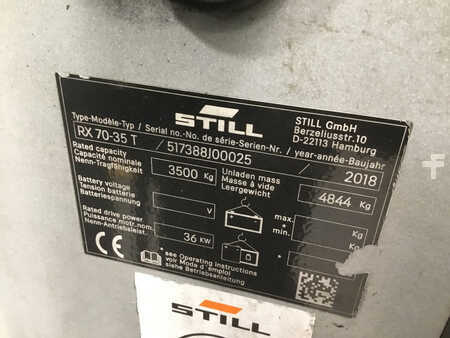 STILL
STILL GmbH
Berzeliusstr.10
D-22113 Hamburg
Type-Modèle-Typ / Serial no.-No. de série-Serien-Nr. / year-année-Baujahr
RX 70-35 T / 517388J00025 / 2018
Rated capacity
Capacité nominale
Nenn-Tragfähigkeit
3500 Kg
Unladen mass
Masse à vide
Leergewicht
4844 Kg
Battery voltage
Tension batterie
Batteriespannung
V
max.
*
min.
Kg
Kg
Rated drive power
Puissance motr.nom.
Nenn-Antriebsleist.
36 KW
CE
* see Operating instructions
voir Mode d'emploi
siehe Betriebsanleitung
STILL
F